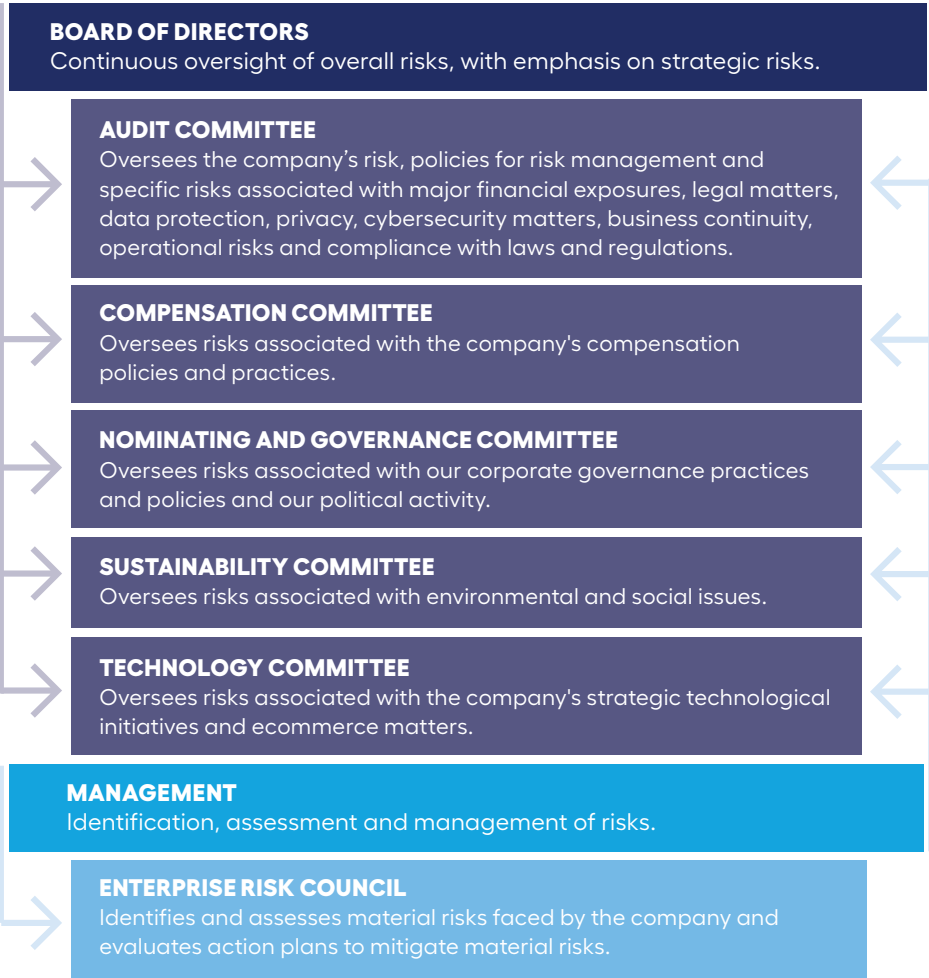 BOARD OF DIRECTORS
Continuous oversight of overall risks, with emphasis on strategic risks.
AUDIT COMMITTEE
Oversees the company’s risk, policies for risk management and
specific risks associated with major financial exposures, legal matters,
data protection, privacy, cybersecurity matters, business continuity,
operational risks and compliance with laws and regulations.
COMPENSATION COMMITTEE
Oversees risks associated with the company's compensation
policies and practices.
NOMINATING AND GOVERNANCE COMMITTEE
Oversees risks associated with our corporate governance practices
and policies and our political activity.
SUSTAINABILITY COMMITTEE
Oversees risks associated with environmental and social issues.
TECHNOLOGY COMMITTEE
Oversees risks associated with the company's strategic technological
initiatives and ecommerce matters.
MANAGEMENT
Identification, assessment and management of risks.
ENTERPRISE RISK COUNCIL
Identifies and assesses material risks faced by the company and
evaluates action plans to mitigate material risks.